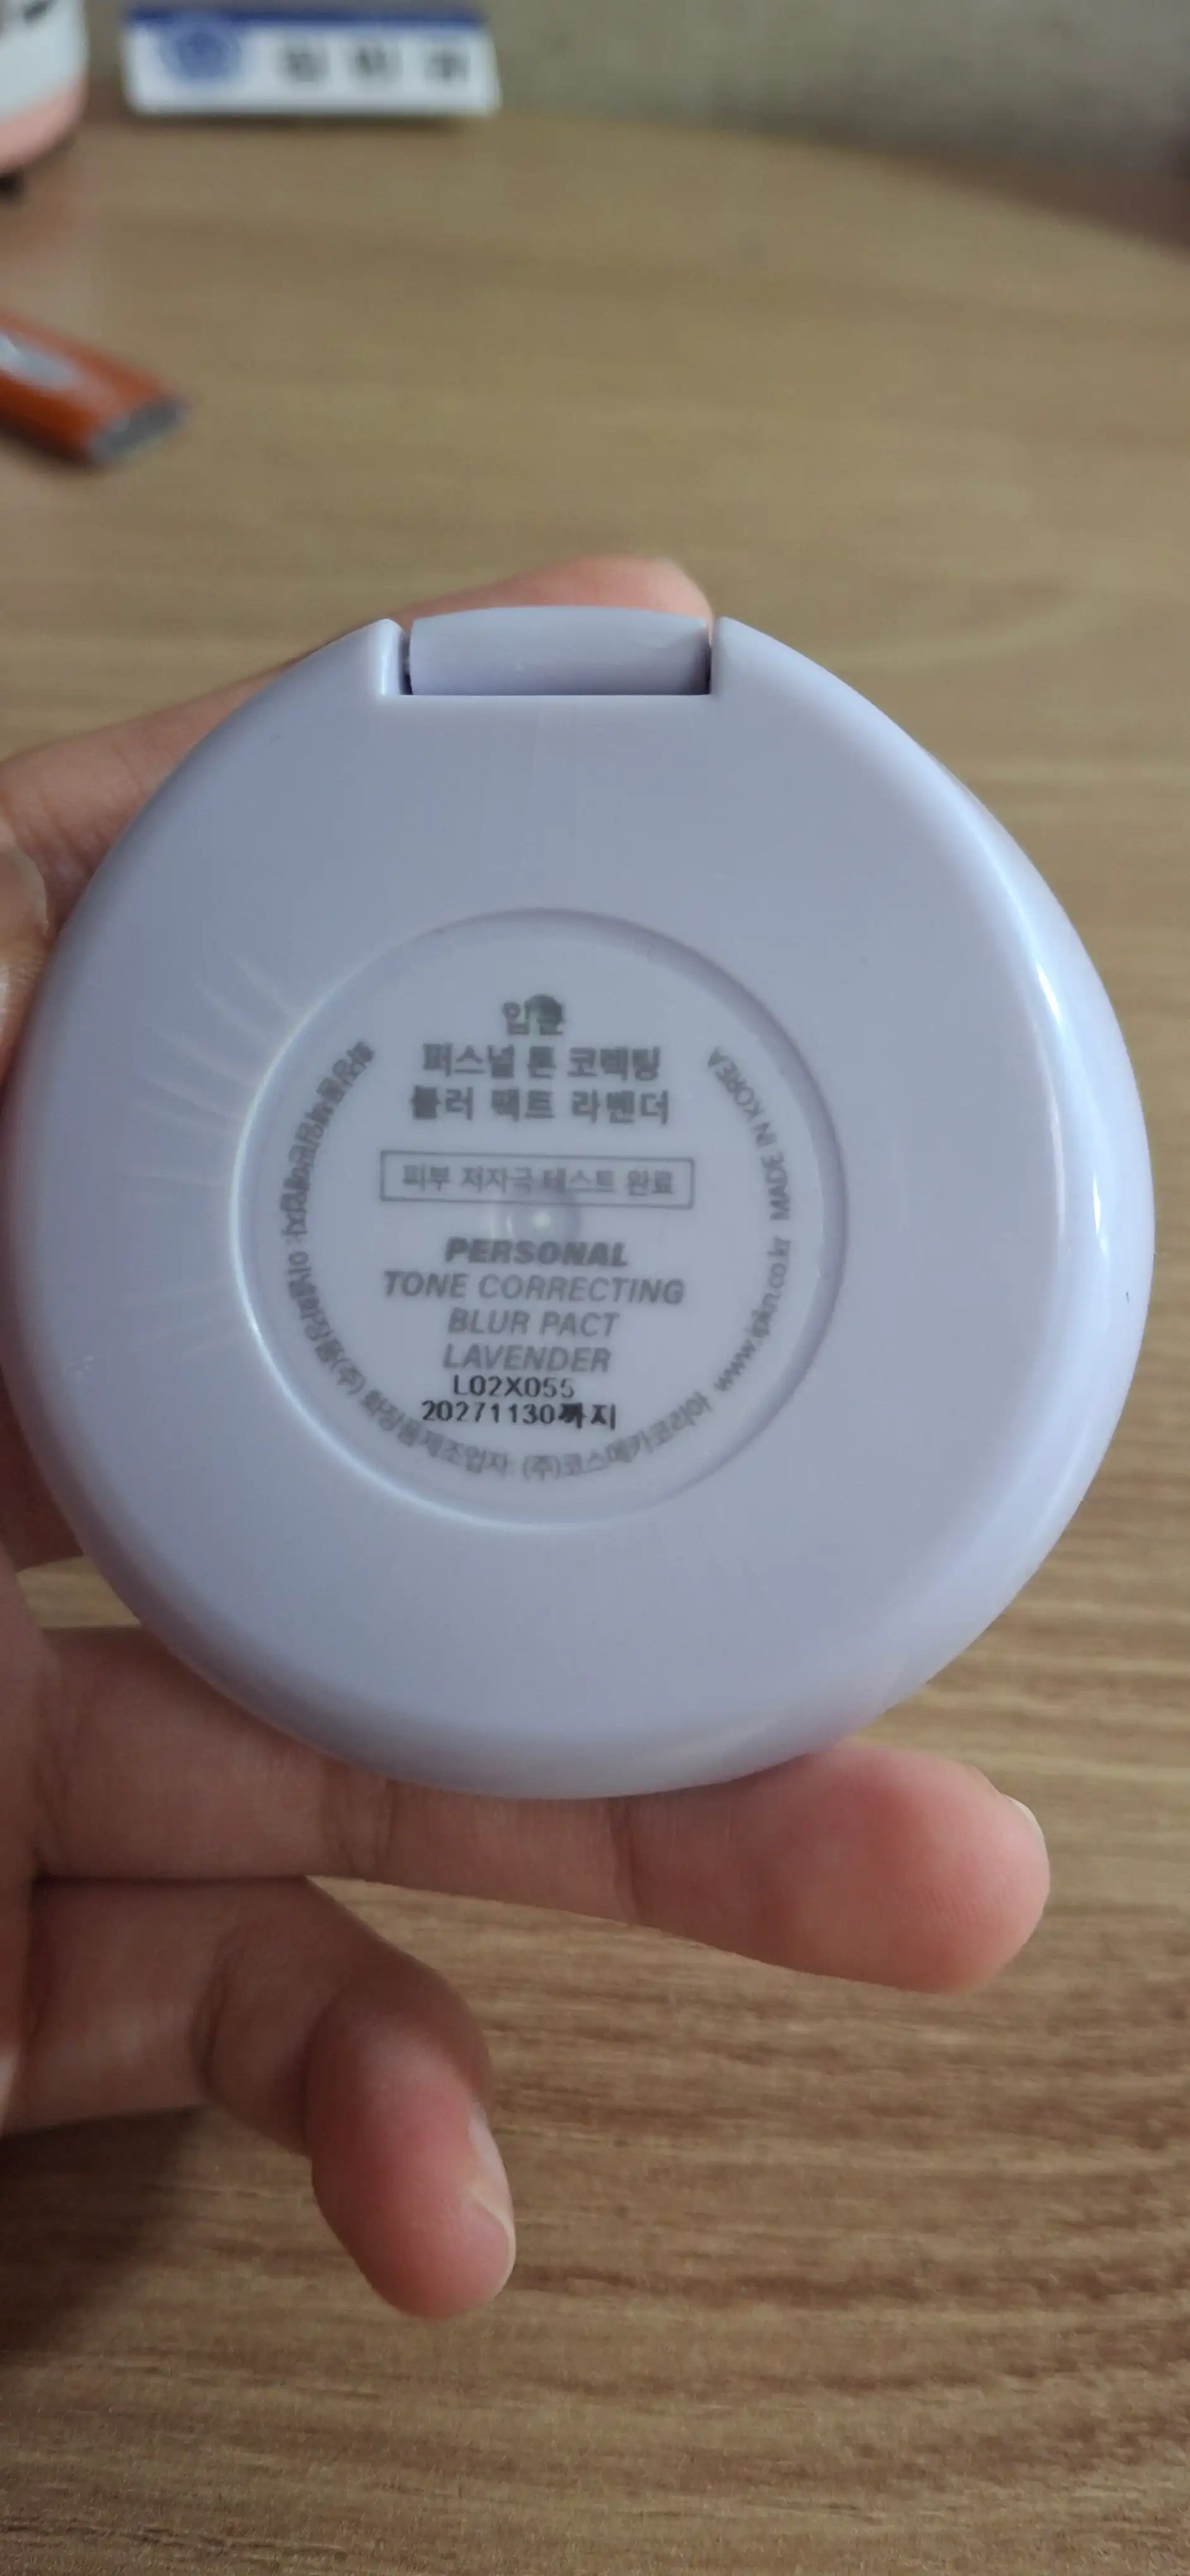 입큰
퍼스널 톤 코렉팅
블러 팩트 라벤더
피부 저자극 테스트 완료
PERSONAL
TONE CORRECTING
BLUR PACT
LAVENDER
L02X055
20271130까지
화장품제조업자: (주)코스메카코리아 www.ipkn.co.kr MADE IN KOREA